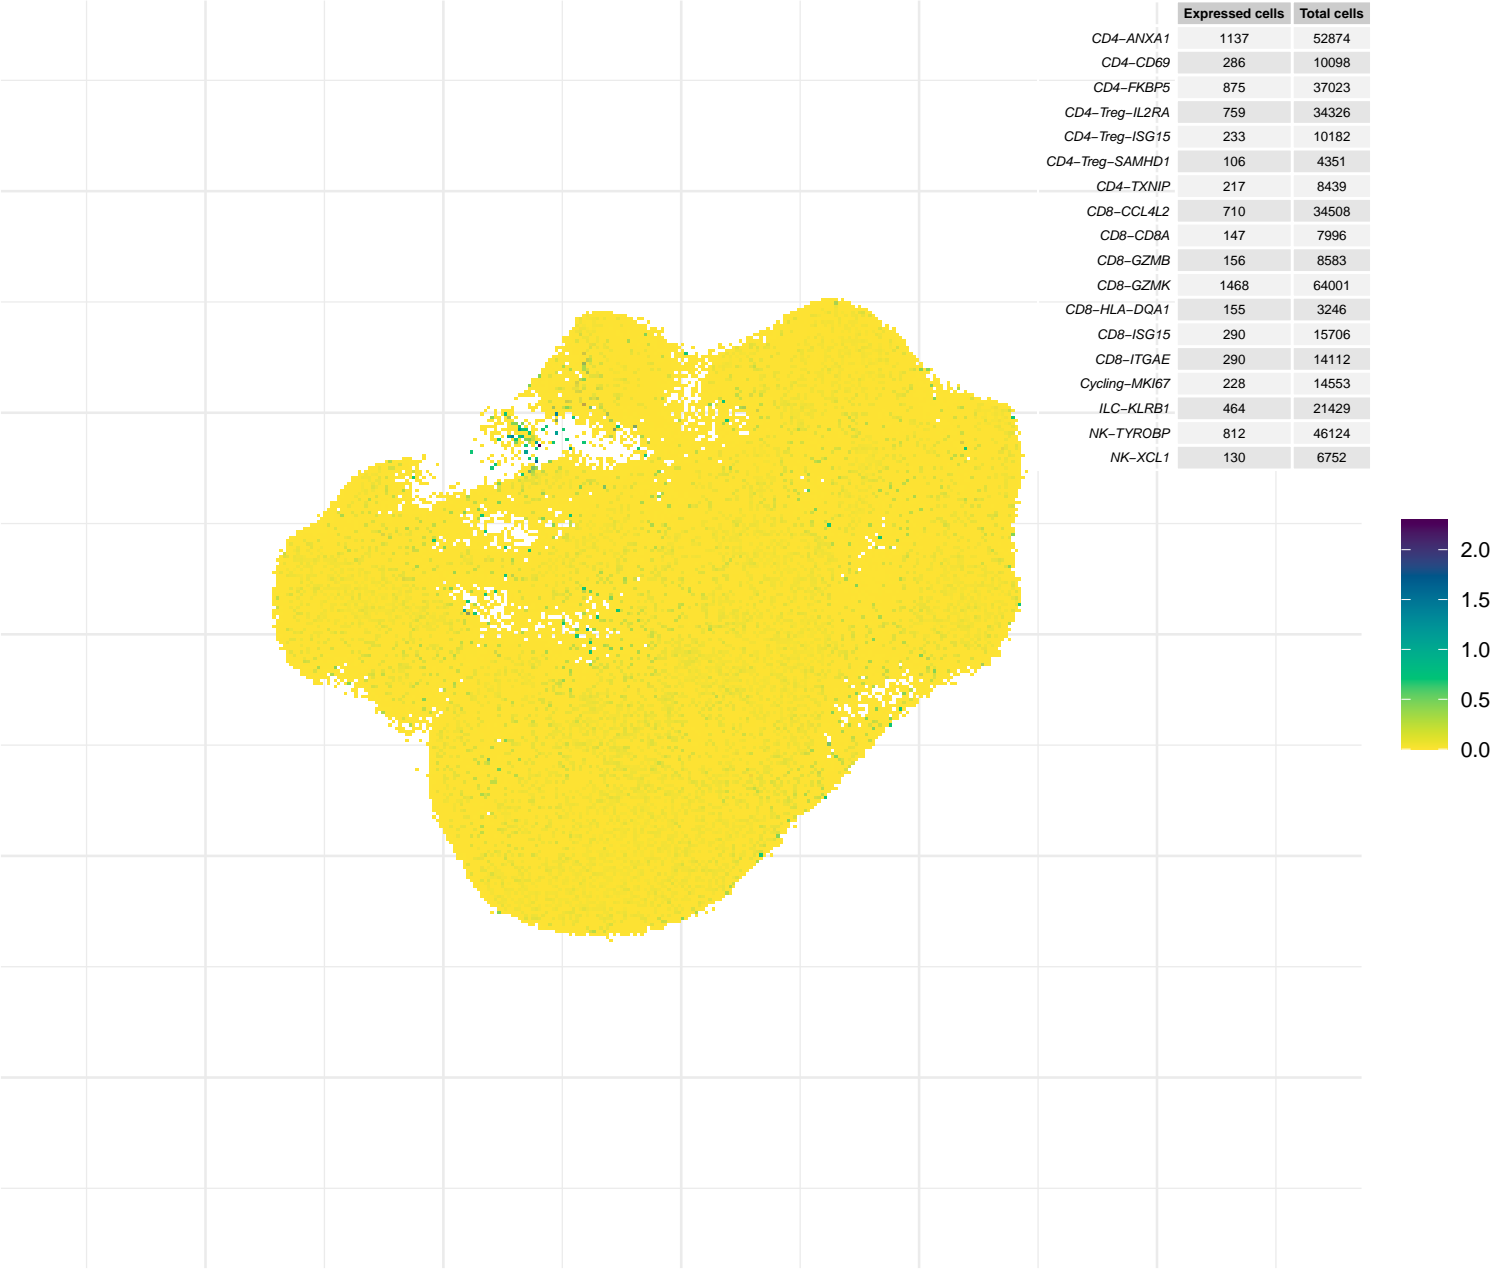 Expressed cells Total cells
CD4−ANXA1 1137 52874
CD4−CD69 286 10098
CD4−FKBP5 875 37023
CD4−Treg−IL2RA 759 34326
CD4−Treg−ISG15 233 10182
CD4−Treg−SAMHD1 106 4351
CD4−TXNIP 217 8439
CD8−CCL4L2 710 34508
CD8−CD8A 147 7996
CD8−GZMB 156 8583
CD8−GZMK 1468 64001
CD8−HLA−DQA1 155 3246
CD8−ISG15 290 15706
CD8−ITGAE 290 14112
Cycling−MKI67 228 14553
ILC−KLRB1 464 21429
NK−TYROBP 812 46124
NK−XCL1 130 6752
2.0
1.5
1.0
0.5
0.0